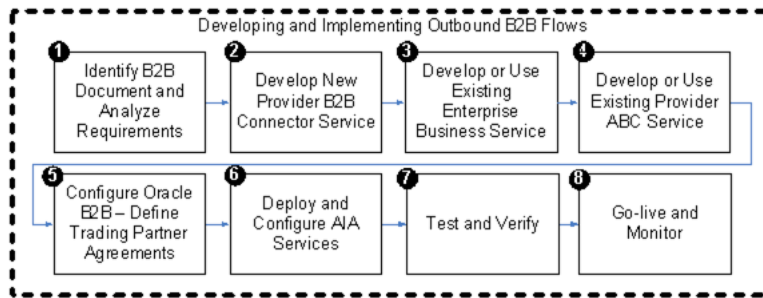 Developing and Implementing Outbound B2B Flows
1
Identify B2B
Document and
Analyze
Requirements
2
Develop New
Provider B2B
Connector Service
3
Develop or Use
Existing
Enterprise
Business Service
4
Develop or Use
Existing Provider
ABC Service
5
Configure Oracle
B2B – Define
Trading Partner
Agreements
6
Deploy and
Configure AIA
Services
7
Test and Verify
8
Go-live and
Monitor